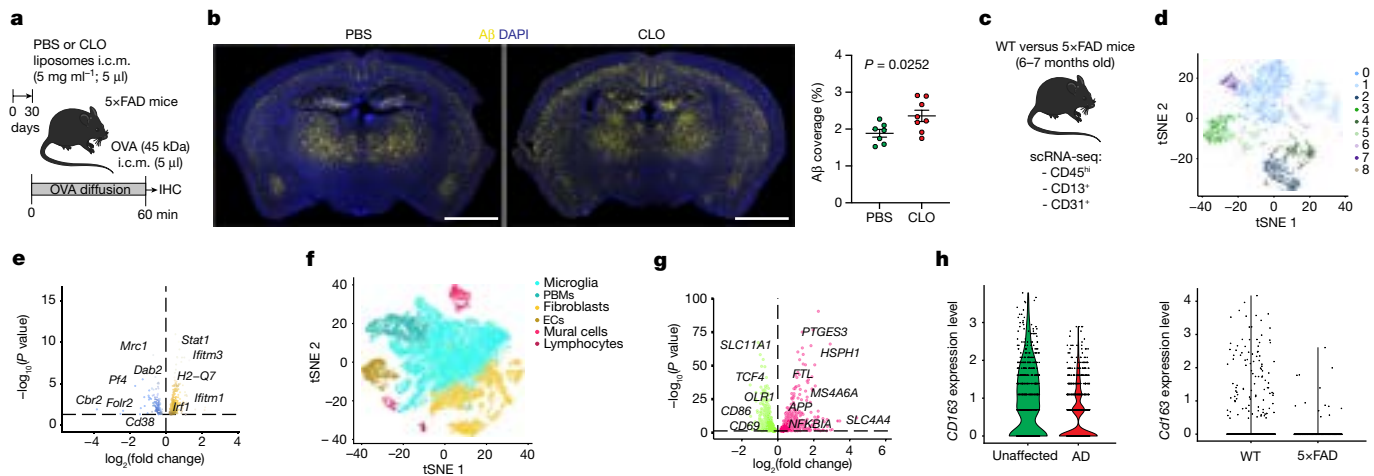 a
PBS or CLO
liposomes i.c.m.
(5 mg ml⁻¹; 5 µl)
0 30
days
5×FAD mice
OVA (45 kDa)
i.c.m. (5 µl)
OVA diffusion
IHC
0
60 min
b
PBS
Aβ DAPI
CLO
P = 0.0252
Aβ coverage (%)
4
3
2
1
0
PBS
CLO
c
WT versus 5×FAD mice
(6–7 months old)
scRNA-seq:
- CD45ʰⁱ
- CD13⁺
- CD31⁺
d
tSNE 2
20
0
−20
−40 −20 0 20 40
tSNE 1
0
1
2
3
4
5
6
7
8
e
−log₁₀(P value)
15
10
5
0
Mrc1
Stat1
Ifitm3
Dab2
H2−Q7
Pf4
Cbr2
Folr2
Irf1
Ifitm1
Cd38
−4 −2 0 2 4
log₂(fold change)
f
tSNE 2
40
20
0
−20
−40
−40 −20 0 20 40
tSNE 1
Microglia
PBMs
Fibroblasts
ECs
Mural cells
Lymphocytes
g
−log₁₀(P value)
100
75
50
25
0
PTGES3
SLC11A1
HSPH1
TCF4
FTL
OLR1
MS4A6A
CD86
APP
SLC4A4
CD69
NFKBIA
−2 0 2 4 6
log₂(fold change)
h
CD163 expression level
3
2
1
0
Unaffected
AD
Cd163 expression level
4
3
2
1
0
WT
5×FAD